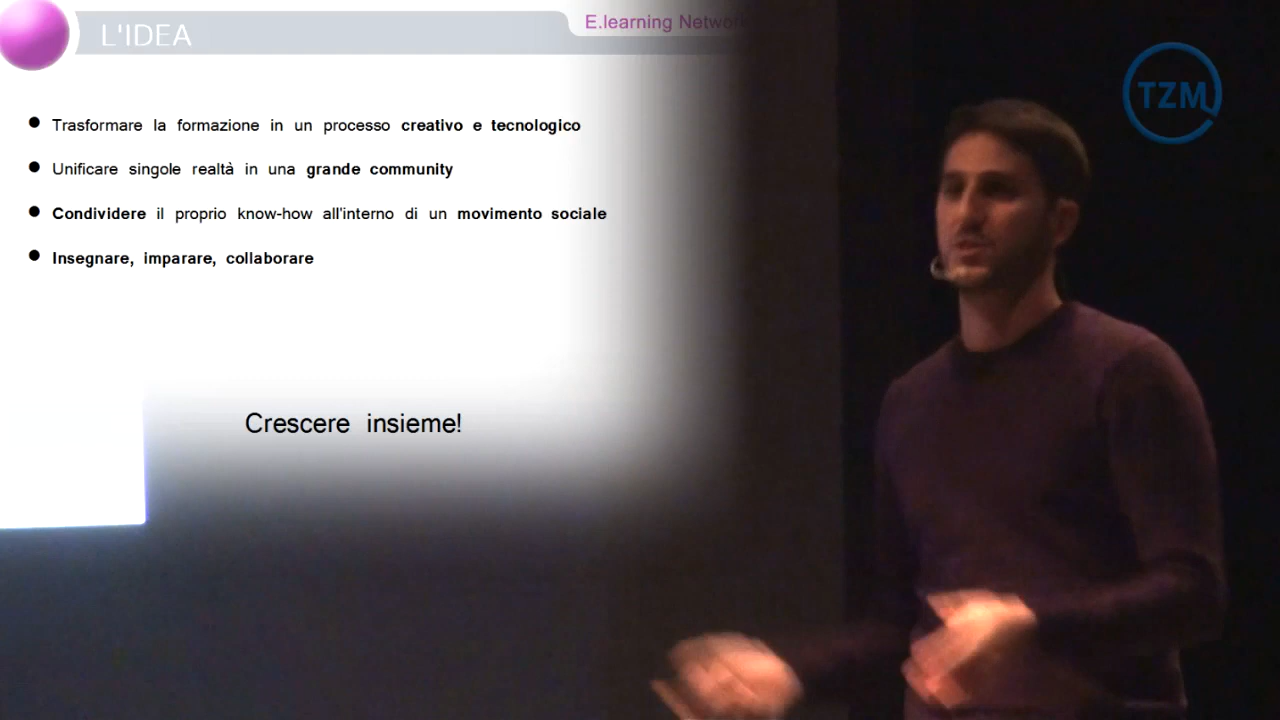 L'IDEA
E.learning Network
Trasformare la formazione in un processo creativo e tecnologico
Unificare singole realtà in una grande community
Condividere il proprio know-how all'interno di un movimento sociale
Insegnare, imparare, collaborare
Crescere insieme!
TZM